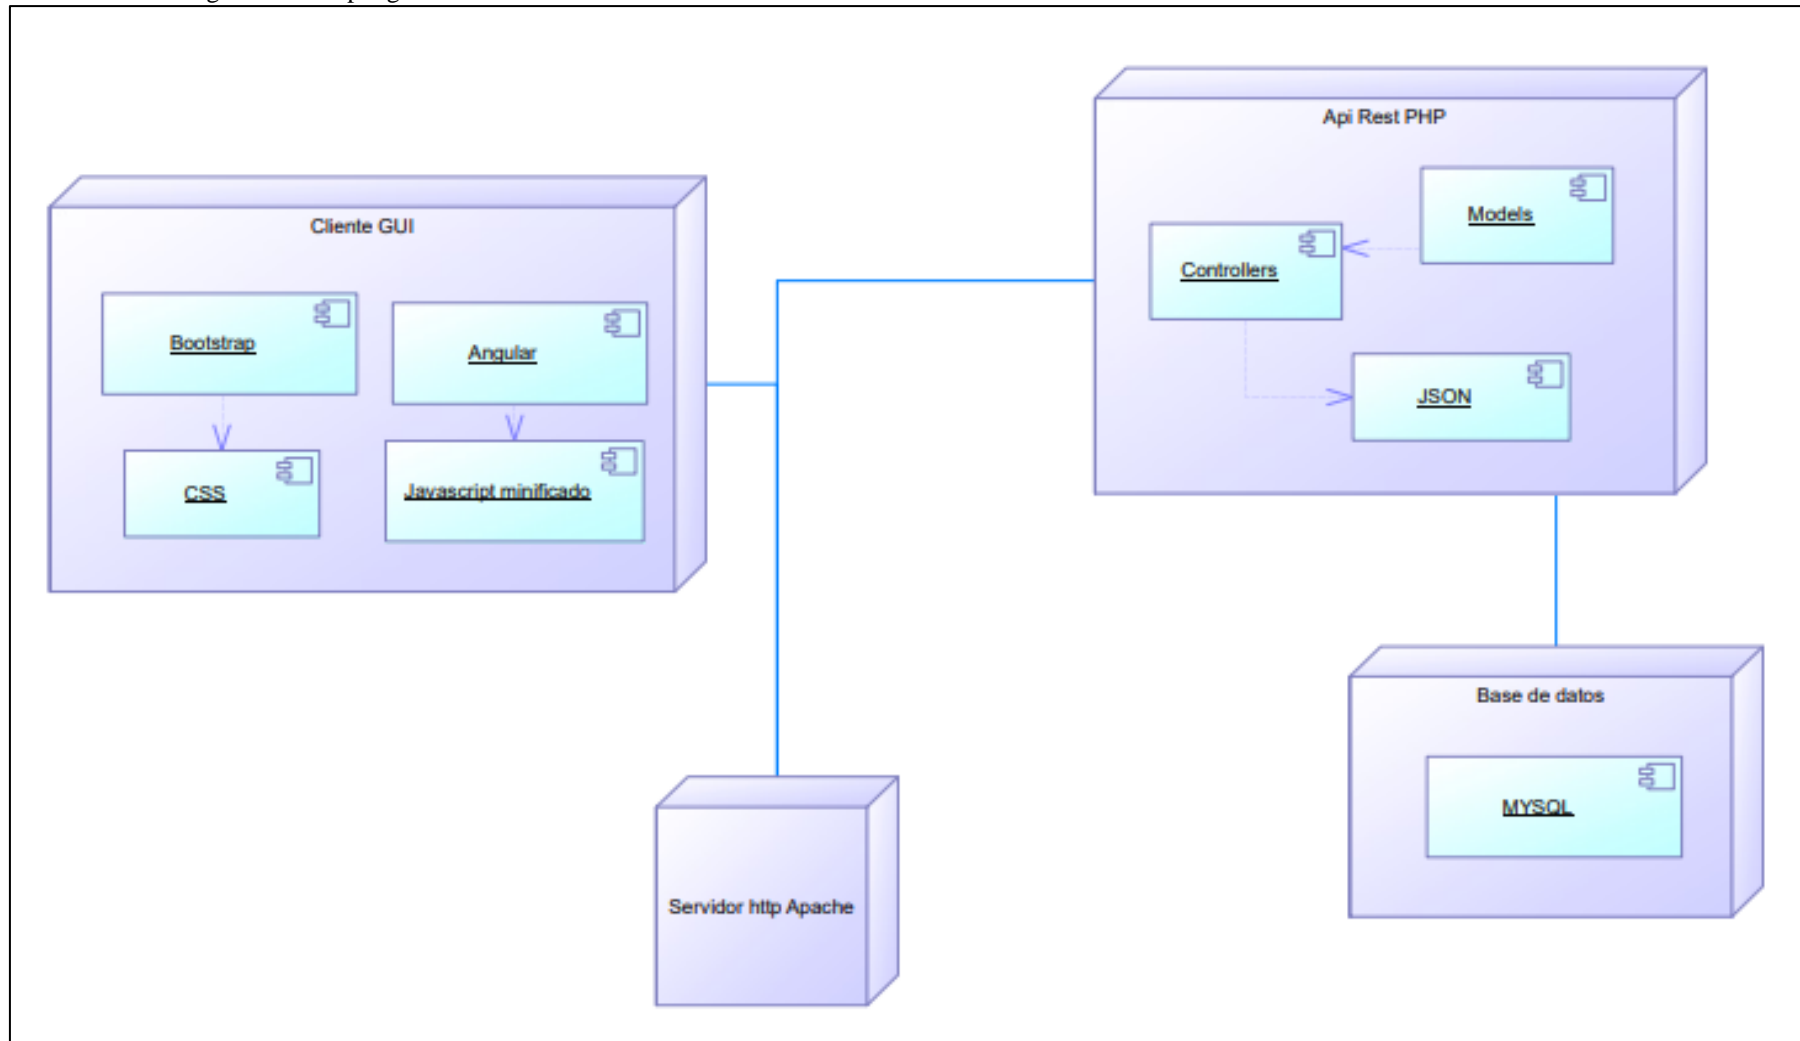 Cliente GUI
Bootstrap
Angular
CSS
Javascript minificado
Api Rest PHP
Models
Controllers
JSON
Base de datos
MYSQL
Servidor http Apache